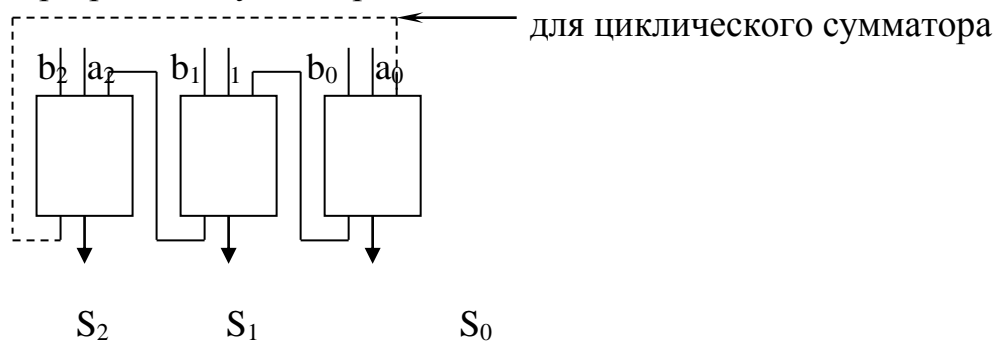 для циклического сумматора
b₂ a₂ b₁ ₁ b₀ a₀
S₂ S₁ S₀